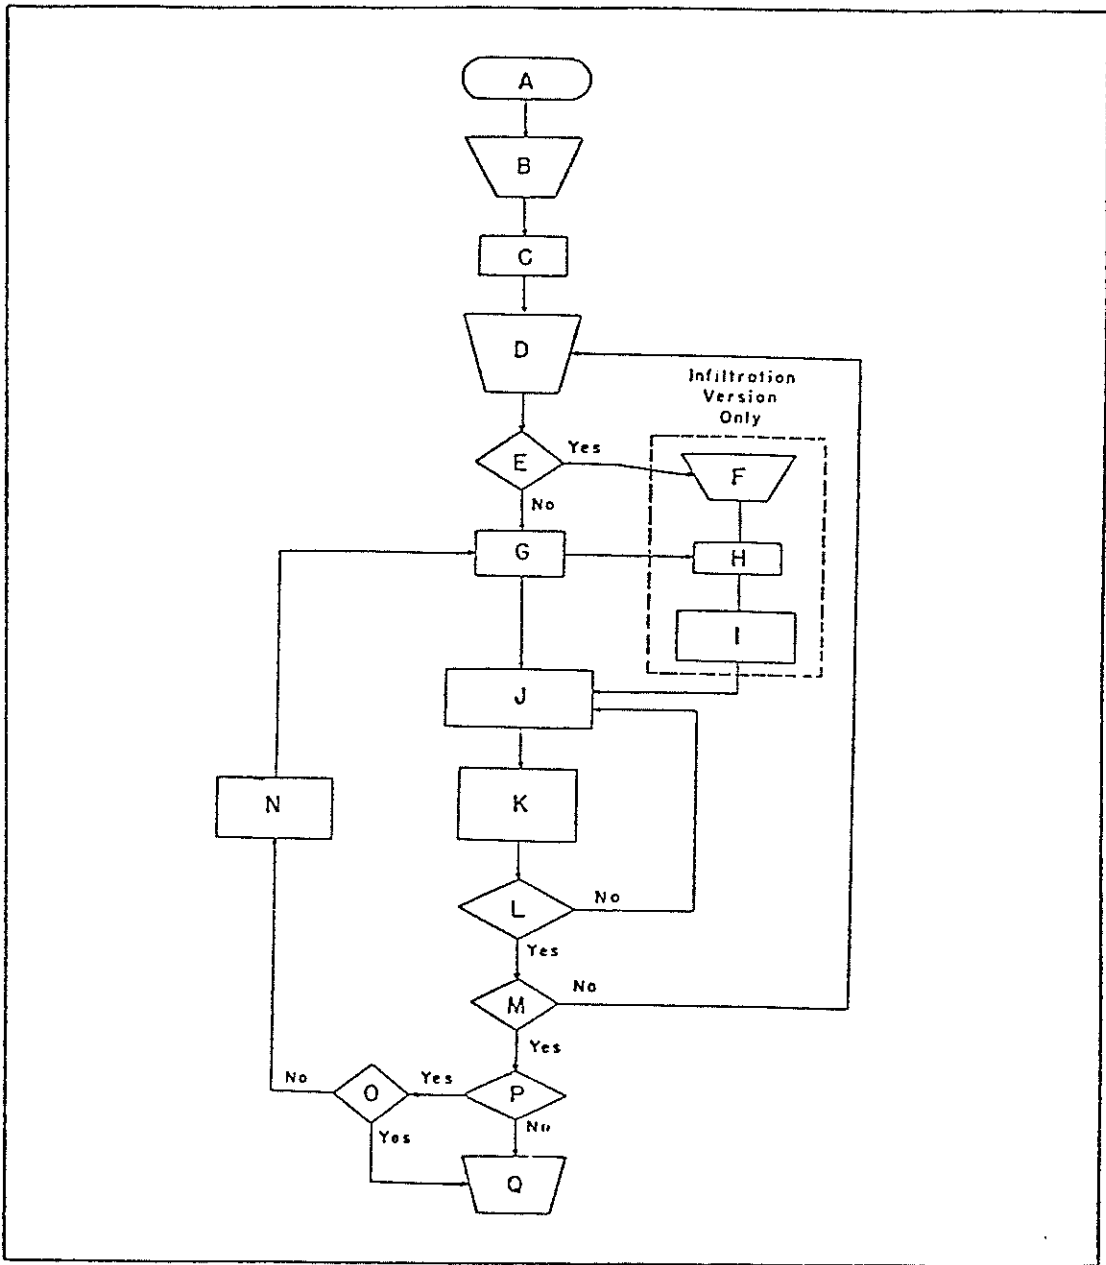 A
B
C
D
Infiltration
Version
Only
E
Yes
F
No
G
H
I
J
N
K
L
No
Yes
M
No
Yes
No
O
Yes
P
Yes
No
Q